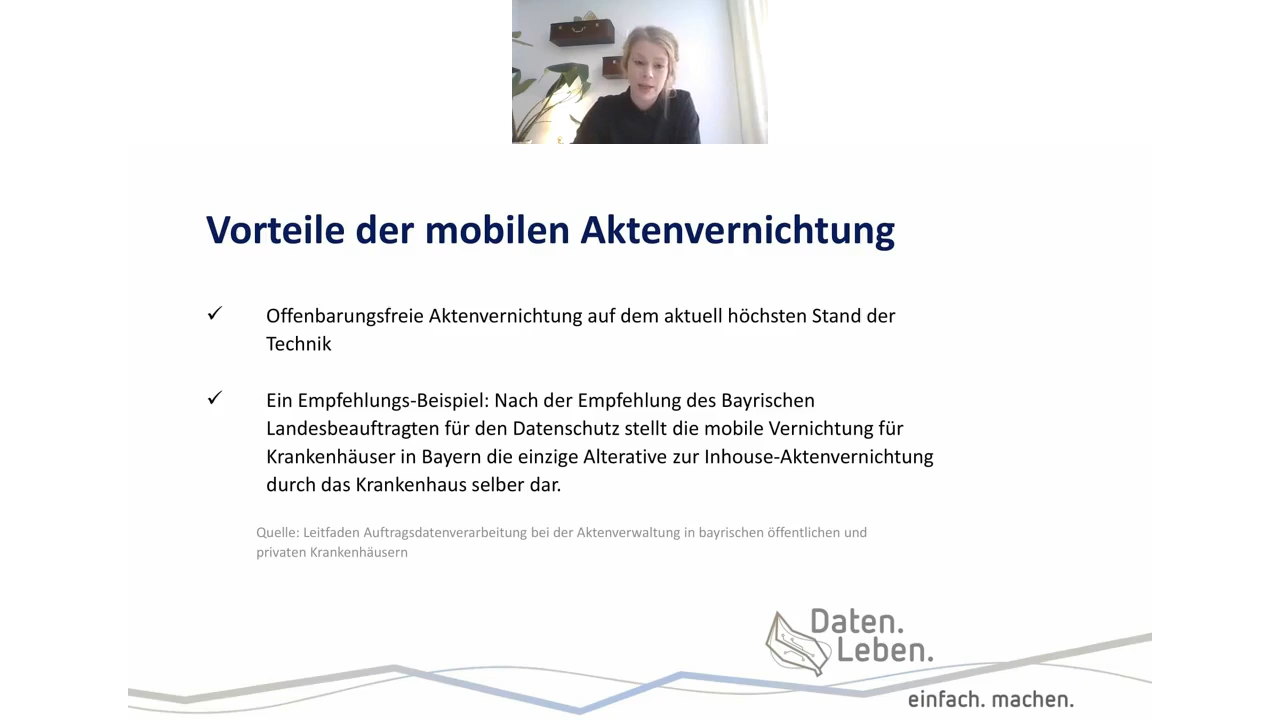 Vorteile der mobilen Aktenvernichtung
✓ Offenbarungsfreie Aktenvernichtung auf dem aktuell höchsten Stand der
Technik
✓ Ein Empfehlungs-Beispiel: Nach der Empfehlung des Bayrischen
Landesbeauftragten für den Datenschutz stellt die mobile Vernichtung für
Krankenhäuser in Bayern die einzige Alterative zur Inhouse-Aktenvernichtung
durch das Krankenhaus selber dar.
Quelle: Leitfaden Auftragsdatenverarbeitung bei der Aktenverwaltung in bayrischen öffentlichen und
privaten Krankenhäusern
Daten.
Leben.
einfach. machen.